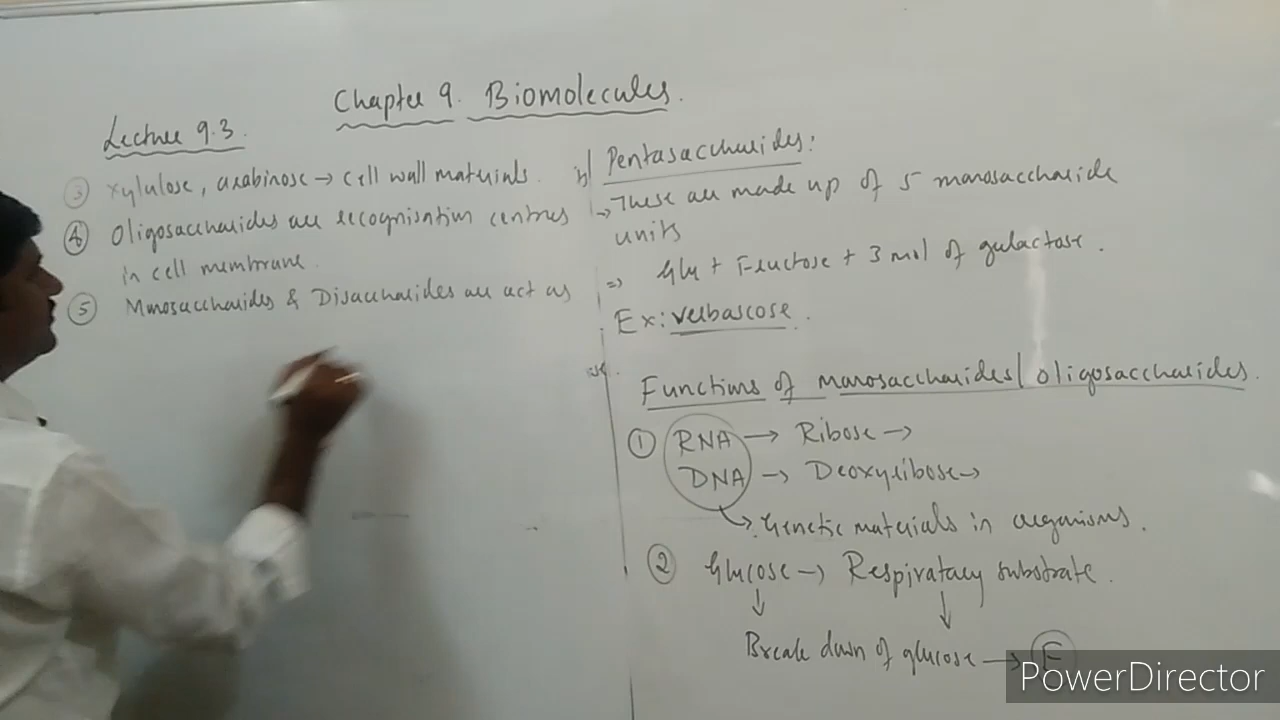 Chapter 9. Biomolecules.
Lecture 9.3.
③ Xylulose, arabinose → cell wall materials.
④ Oligosaccharides are recognisation centres
in cell membrane.
⑤ Monosaccharides & Disaccharides are act as
Pentasaccharides:
→ These are made up of 5 monosaccharide
units
=> Glu + Fructose + 3 mol of galactose.
Ex: verbascose.
Functions of monosaccharides/oligosaccharides.
① RNA → Ribose →
DNA → Deoxyribose →
Genetic materials in organisms.
② Glucose → Respiratory substrate.
↓ ↓
Break down of glucose → E
PowerDirector